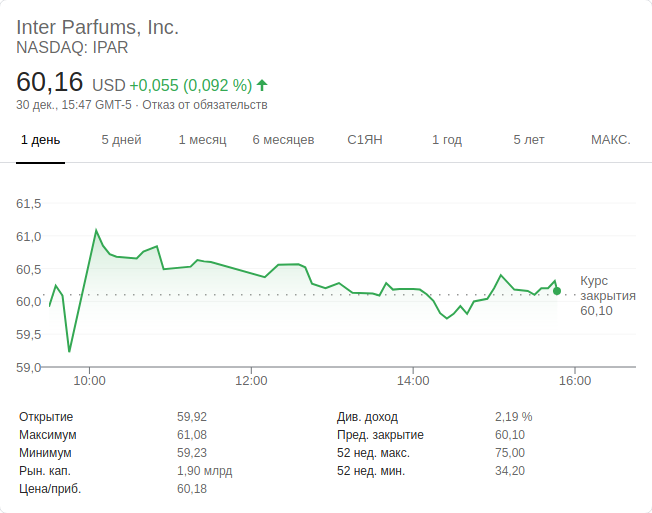 Inter Parfums, Inc.
NASDAQ: IPAR
60,16 USD +0,055 (0,092 %)
30 дек., 15:47 GMT-5 · Отказ от обязательств
1 день 5 дней 1 месяц 6 месяцев С1ЯН 1 год 5 лет МАКС.
61,5
61,0
60,5
60,0
59,5
59,0
Курс
закрытия
60,10
10:00 12:00 14:00 16:00
Открытие 59,92 Див. доход 2,19 %
Максимум 61,08 Пред. закрытие 60,10
Минимум 59,23 52 нед. макс. 75,00
Рын. кап. 1,90 млрд 52 нед. мин. 34,20
Цена/приб. 60,18